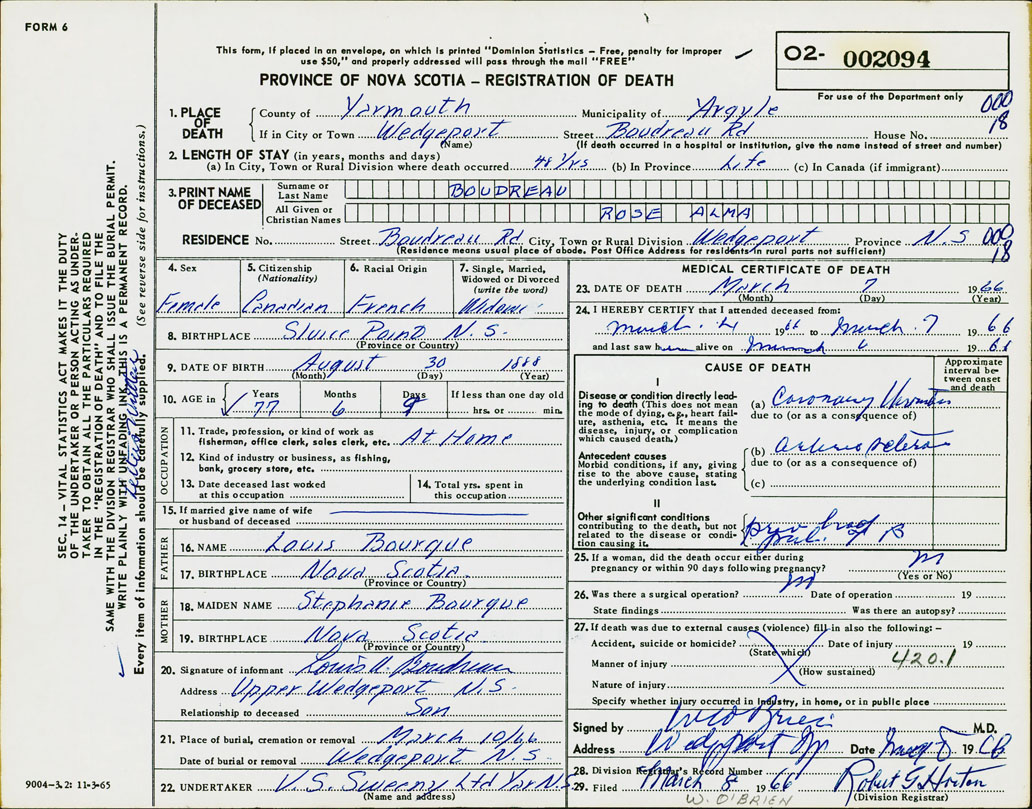 FORM 6
This form, if placed in an envelope, on which is printed "Dominion Statistics – Free, penalty for improper
use $50," and properly addressed will pass through the mail "FREE"
PROVINCE OF NOVA SCOTIA – REGISTRATION OF DEATH
O2- 002094
For use of the Department only
000
18
1. PLACE OF DEATH
County of Yarmouth Municipality of Argyle
If in City or Town Wedgeport Street Boudreau Rd House No.
(Name) (If death occurred in a hospital or institution, give the name instead of street and number)
2. LENGTH OF STAY (in years, months and days)
(a) In City, Town or Rural Division where death occurred 48 yrs (b) In Province Life (c) In Canada (if immigrant)
3. PRINT NAME OF DECEASED
Surname or Last Name BOUDREAU
All Given or Christian Names ROSE ALMA
RESIDENCE No. Street Boudreau Rd City, Town or Rural Division Wedgeport Province N.S 000
18
(Residence means usual place of abode. Post Office Address for residents in rural parts not sufficient)
4. Sex Female
5. Citizenship (Nationality) Canadian
6. Racial Origin French
7. Single, Married, Widowed or Divorced (write the word)
8. BIRTHPLACE Sluice Point N.S.
(Province or Country)
9. DATE OF BIRTH August 30 1888
(Month) (Day) (Year)
10. AGE in Years 77 Months 6 Days 9 If less than one day old
hrs. or min.
OCCUPATION
11. Trade, profession, or kind of work as
fisherman, office clerk, sales clerk, etc. At Home
12. Kind of industry or business, as fishing,
bank, grocery store, etc.
13. Date deceased last worked
at this occupation
14. Total yrs. spent in
this occupation
15. If married give name of wife
or husband of deceased
FATHER
16. NAME Louis Bourque
17. BIRTHPLACE Nova Scotia
(Province or Country)
MOTHER
18. MAIDEN NAME Stephanie Bourque
19. BIRTHPLACE Nova Scotia
(Province or Country)
20. Signature of informant Louis A. Boudreau
Address Upper Wedgeport N.S.
Relationship to deceased Son
21. Place of burial, cremation or removal March 10/66
Date of burial or removal Wedgeport N.S.
22. UNDERTAKER V.S. Sweeny Ltd Yar N.S
(Name and address)
MEDICAL CERTIFICATE OF DEATH
23. DATE OF DEATH March 7 1966
(Month) (Day) (Year)
24. I HEREBY CERTIFY that I attended deceased from:
March 4 1966 to March 7 1966
and last saw h alive on March 19
CAUSE OF DEATH
Approximate interval between onset and death
I
Disease or condition directly leading to death (This does not mean the mode of dying, e.g., heart failure, asthenia, etc. It means the disease, injury, or complication which caused death.)
(a) Coronary
due to (or as a consequence of)
Antecedent causes
Morbid conditions, if any, giving rise to the above cause, stating the underlying condition last.
(b)
due to (or as a consequence of)
(c)
II
Other significant conditions contributing to the death, but not related to the disease or condition causing it.
25. If a woman, did the death occur either during
pregnancy or within 90 days following pregnancy?
(Yes or No)
26. Was there a surgical operation? Date of operation 19
State findings Was there an autopsy?
27. If death was due to external causes (violence) fill in also the following: –
Accident, suicide or homicide? Date of injury 19
(State which)
Manner of injury 420.1
(How sustained)
Nature of injury
Specify whether injury occurred in industry, in home, or in public place
Signed by M.D.
Address Wedgeport Date 19
28. Division Registrar's Record Number
29. Filed March 8 1966 Robert G. Horton
W. O'BRIEN (Division Registrar)
SEC. 14 – VITAL STATISTICS ACT MAKES IT THE DUTY
OF THE UNDERTAKER OR PERSON ACTING AS UNDER-
TAKER TO OBTAIN ALL THE PARTICULARS REQUIRED
IN THE "REGISTRATION OF DEATH" AND TO FILE THE
SAME WITH THE DIVISION REGISTRAR WHO SHALL ISSUE THE BURIAL PERMIT.
WRITE PLAINLY WITH UNFADING INK THIS IS A PERMANENT RECORD.
Every item of information should be carefully supplied. (See reverse side for instructions.)
9004-3.2: 11-3-65